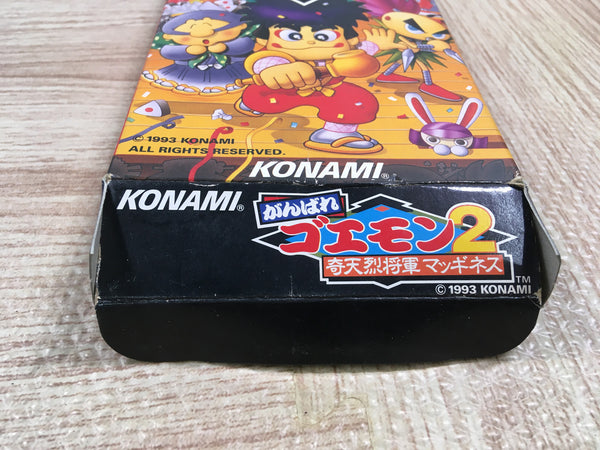 © 1993 KONAMI
ALL RIGHTS RESERVED.
KONAMI®
KONAMI®
がんばれ
ゴエモン2
奇天烈将軍マッギネス
TM
© 1993 KONAMI